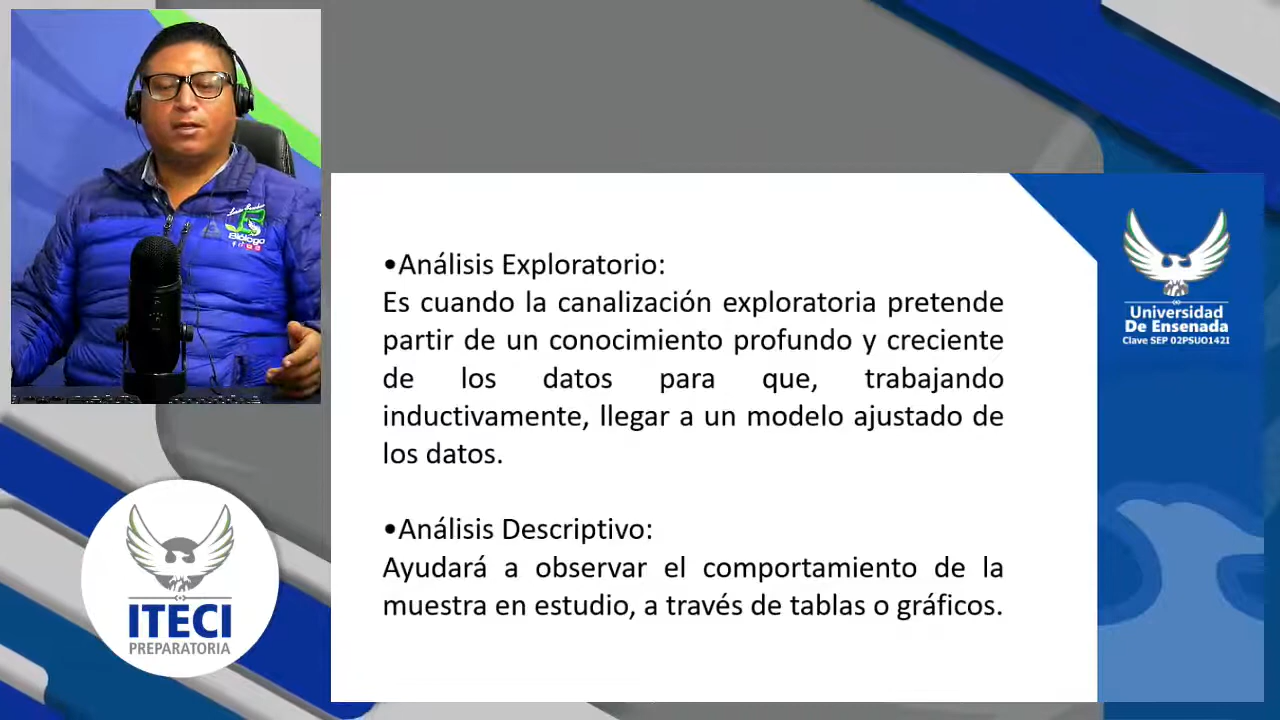 Biólogo
•Análisis Exploratorio:
Es cuando la canalización exploratoria pretende
partir de un conocimiento profundo y creciente
de los datos para que, trabajando
inductivamente, llegar a un modelo ajustado de
los datos.
•Análisis Descriptivo:
Ayudará a observar el comportamiento de la
muestra en estudio, a través de tablas o gráficos.
Universidad
De Ensenada
Clave SEP 02PSU0142I
ITECI
PREPARATORIA